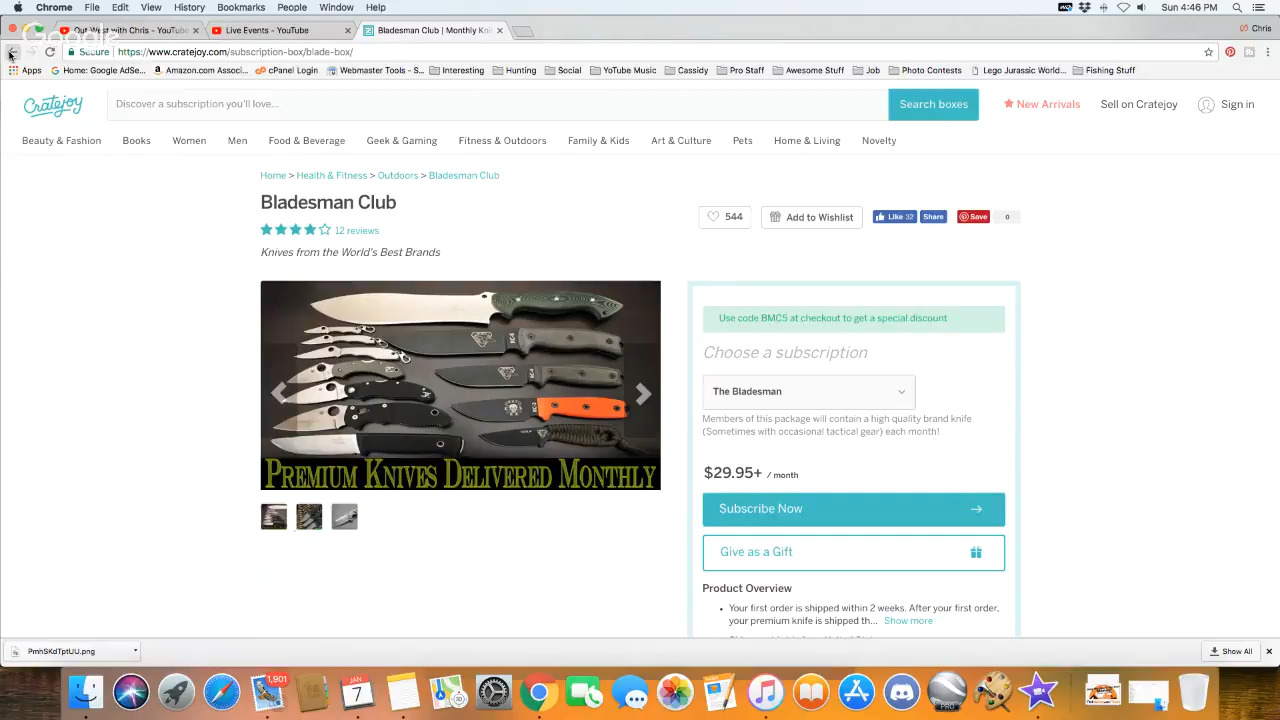 Chrome File Edit View History Bookmarks People Window Help Sun 4:46 PM
Out West with Chris - YouTube Live Events - YouTube Bladesman Club | Monthly Kni Chris
Secure https://www.cratejoy.com/subscription-box/blade-box/
Apps Google: Home: AdSe... Amazon.com Associ... cPanel Login Webmaster Tools - S... Interesting Hunting Social YoTube Music Cassidy Pro Staff Awesome Stuff Job Photo Contests Lego Jurassic World... Fishing Stuff
Cratejoy Discover a subscription you'll love... Search boxes New Arrivals Sell on Cratejoy Sign in
Beauty & Fashion Books Women Men Food & Beverage Geek & Gaming Fitness & Outdoors Family & Kids Art & Culture Pets Home & Living Novelty
Home > Health & Fitness > Outdoors > Bladesman Club
Bladesman Club
12 reviews
544 Add to Wishlist Like 32 Share Save 0
Knives from the World's Best Brands
PREMIUM KNIVES DELIVERED MONTHLY
Use code BMC5 at checkout to get a special discount
Choose a subscription
The Bladesman
Members of this package will contain a high quality brand knife
(Sometimes with occasional tactical gear) each month!
$29.95+ / month
Subscribe Now
Give as a Gift
Product Overview
Your first order is shipped within 2 weeks. After your first order,
your premium knife is shipped th... Show more
PmhSKdTptUU.png Show All
1,901
JAN
7
PRO